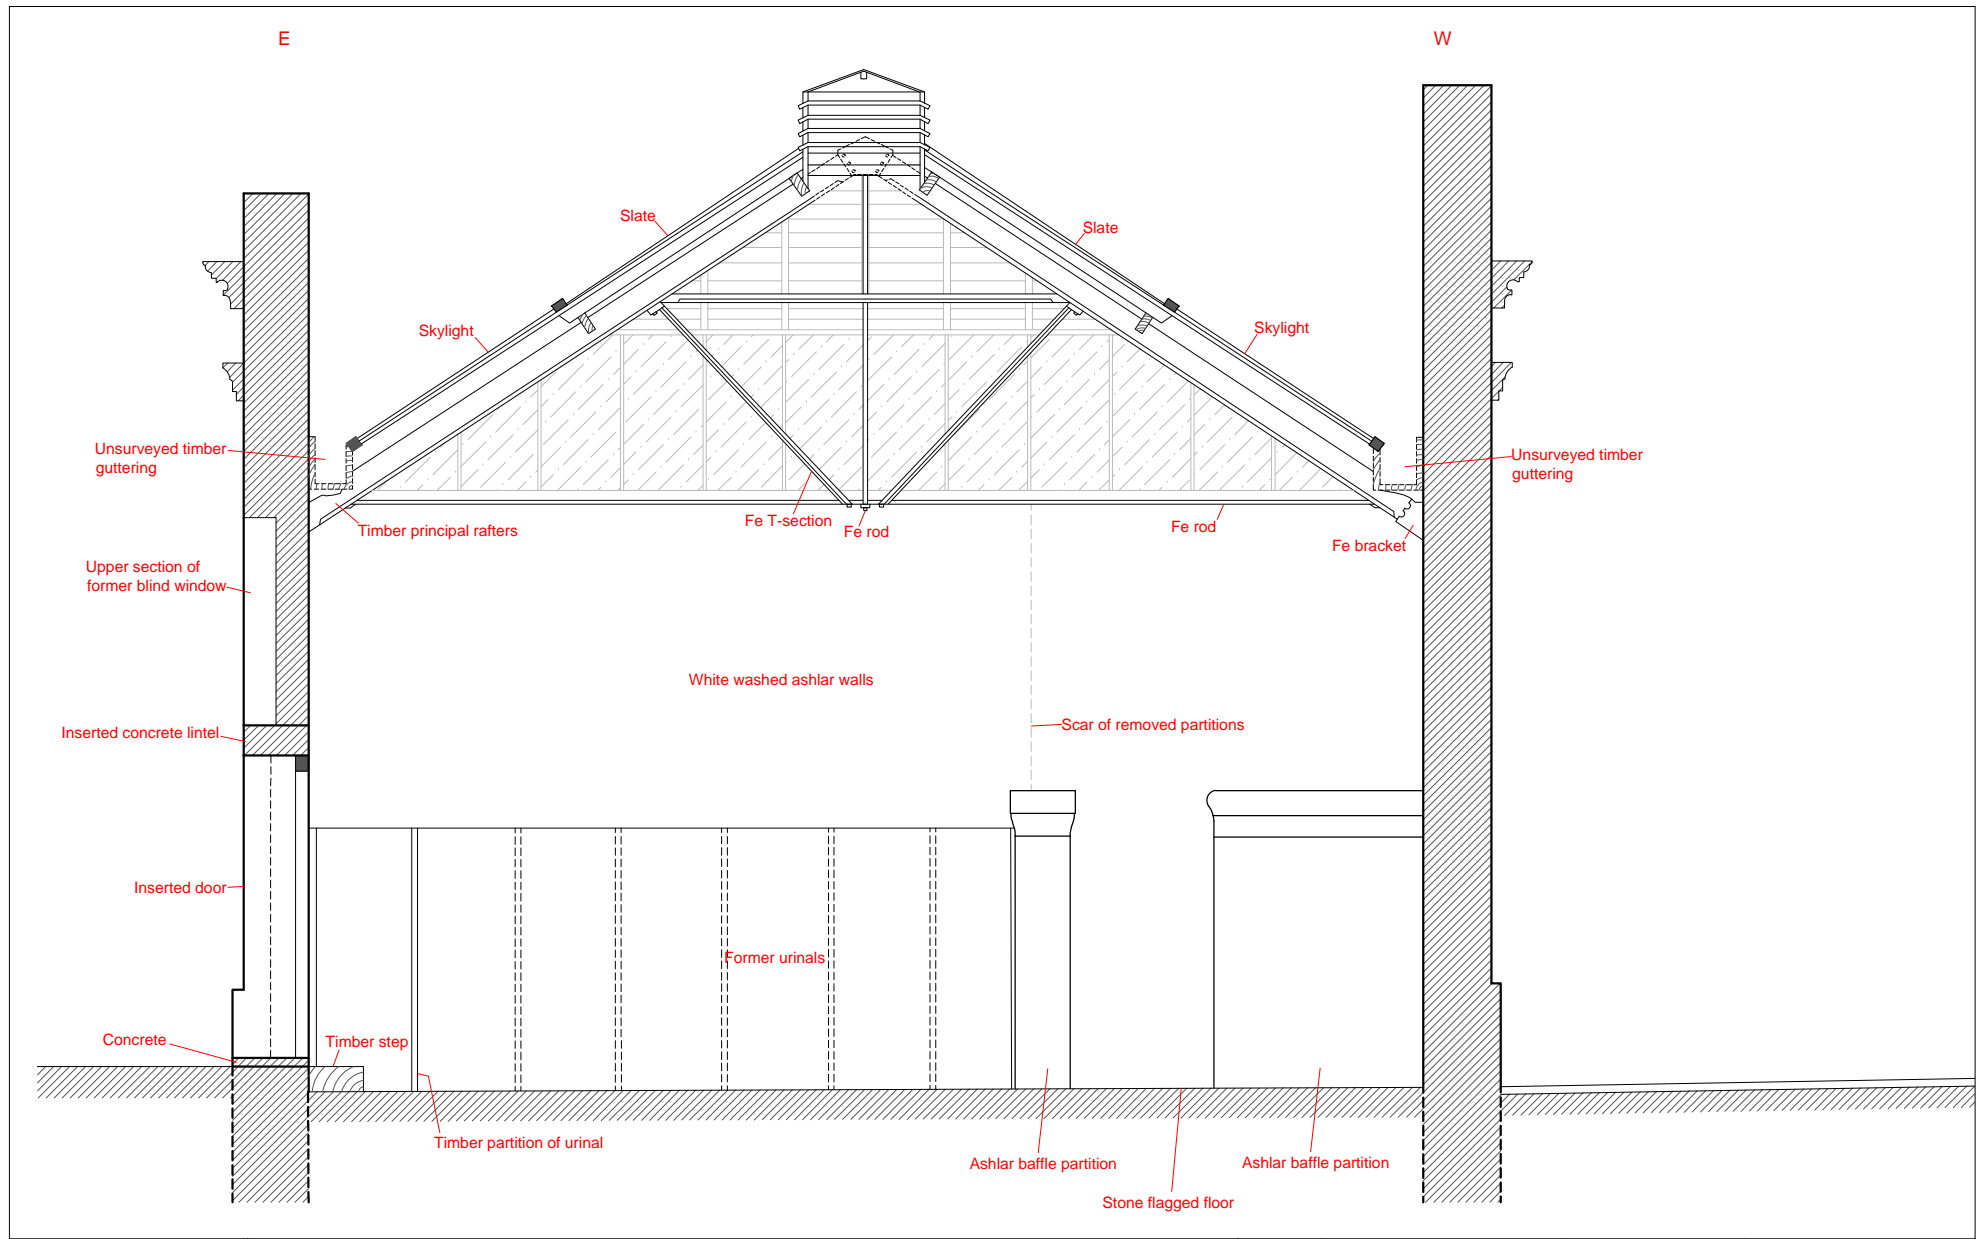 E
W
Slate
Slate
Skylight
Skylight
Unsurveyed timber
guttering
Unsurveyed timber
guttering
Timber principal rafters
Fe T-section
Fe rod
Fe rod
Fe bracket
Upper section of
former blind window
White washed ashlar walls
Scar of removed partitions
Inserted concrete lintel
Inserted door
Former urinals
Concrete
Timber step
Timber partition of urinal
Ashlar baffle partition
Ashlar baffle partition
Stone flagged floor